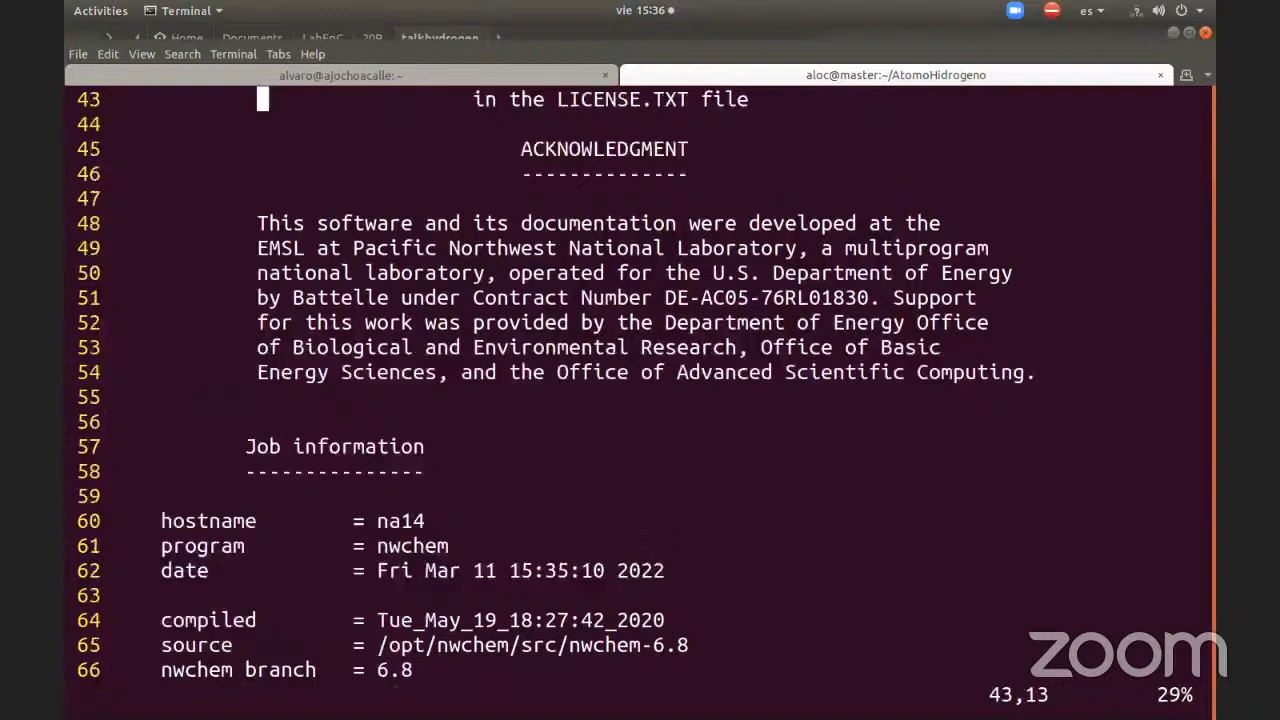 Activities Terminal vie 15:36 es
Home Documents LabFnC 20P talkhydrogen
File Edit View Search Terminal Tabs Help
alvaro@ajochoacalle: ~ aloc@master:~/AtomoHidrogeno
43 in the LICENSE.TXT file
44
45 ACKNOWLEDGMENT
46 --------------
47
48 This software and its documentation were developed at the
49 EMSL at Pacific Northwest National Laboratory, a multiprogram
50 national laboratory, operated for the U.S. Department of Energy
51 by Battelle under Contract Number DE-AC05-76RL01830. Support
52 for this work was provided by the Department of Energy Office
53 of Biological and Environmental Research, Office of Basic
54 Energy Sciences, and the Office of Advanced Scientific Computing.
55
56
57 Job information
58 ---------------
59
60 hostname = na14
61 program = nwchem
62 date = Fri Mar 11 15:35:10 2022
63
64 compiled = Tue_May_19_18:27:42_2020
65 source = /opt/nwchem/src/nwchem-6.8
66 nwchem branch = 6.8
43,13 29%
zoom